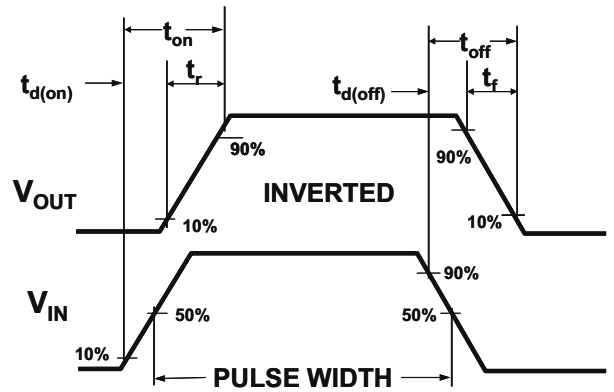 t_on
t_off
t_d(on)
t_r
t_d(off)
t_f
90%
90%
V_OUT
INVERTED
10%
10%
90%
V_IN
50%
50%
10%
PULSE WIDTH